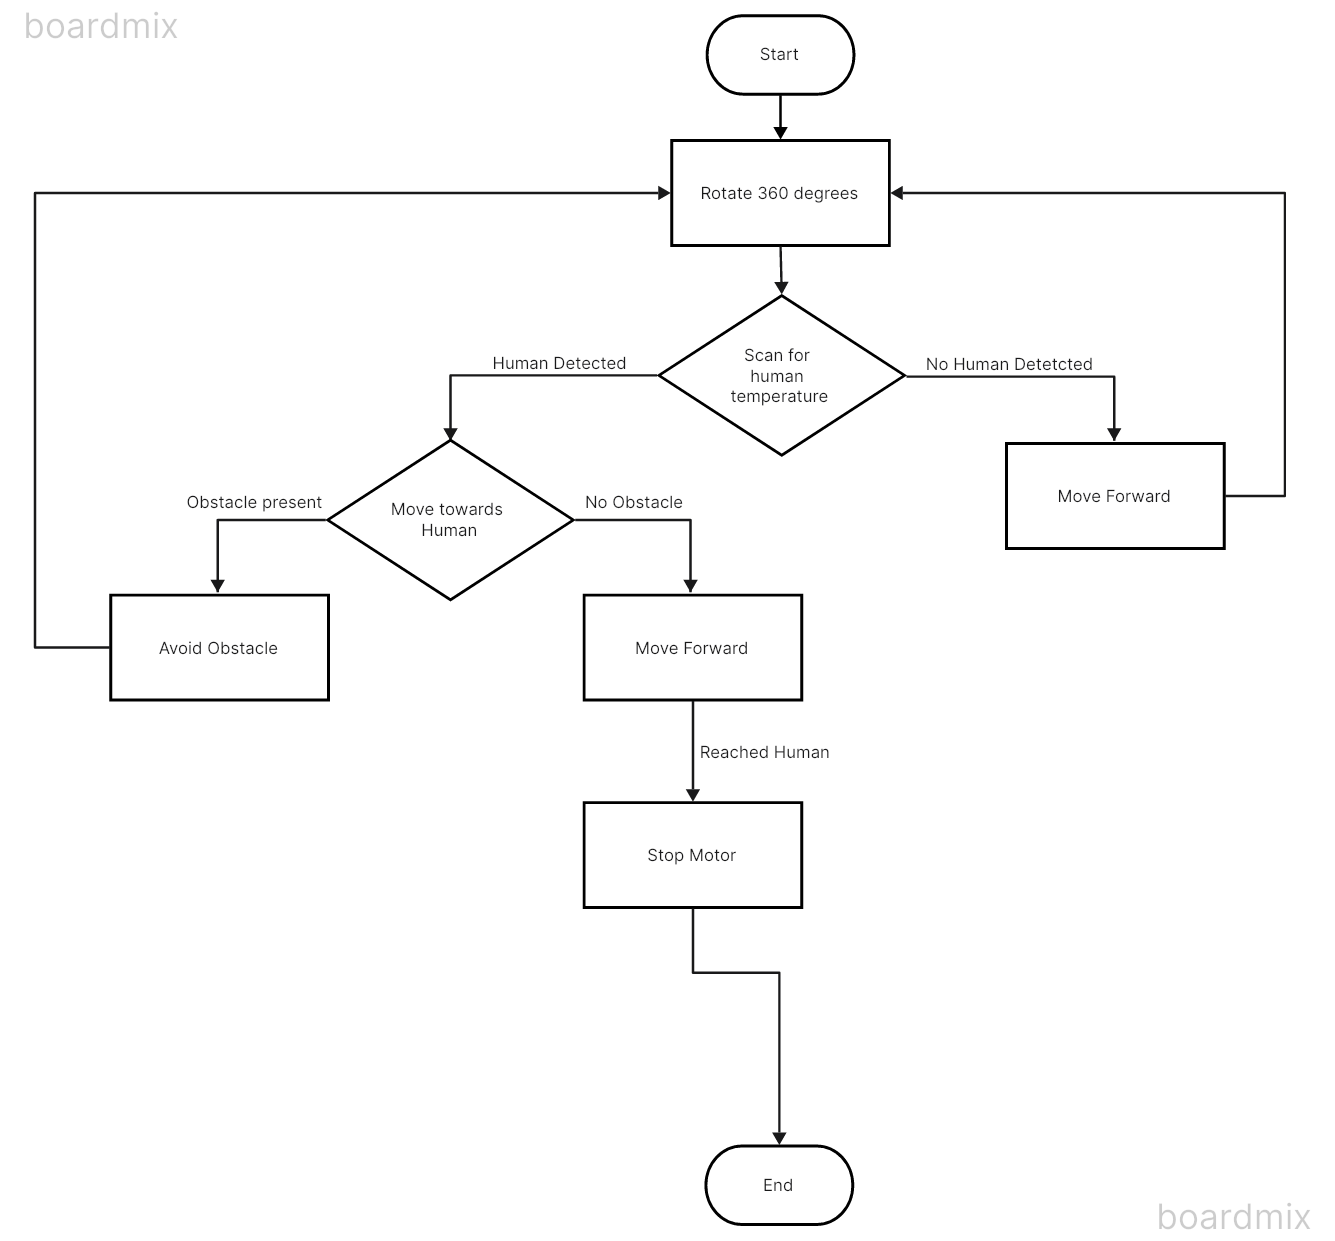 boardmix
Start
Rotate 360 degrees
Scan for
human
temperature
Human Detected
No Human Detetcted
Move towards
Human
Obstacle present
No Obstacle
Move Forward
Avoid Obstacle
Move Forward
Reached Human
Stop Motor
End
boardmix